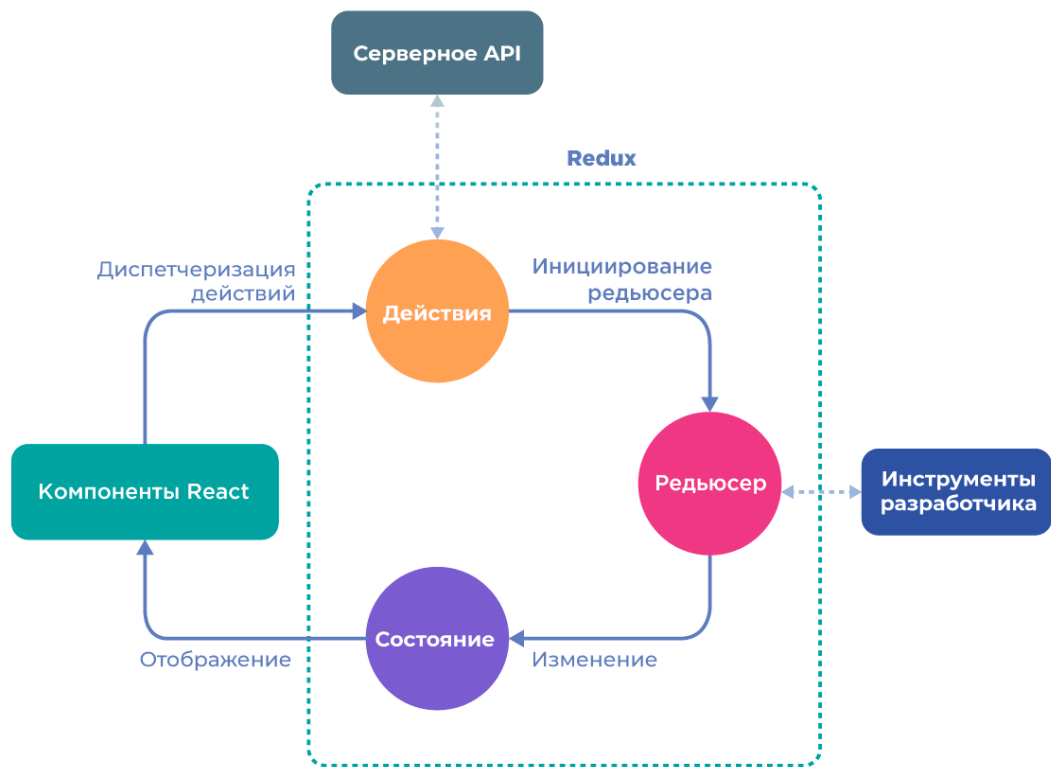 Серверное API
Redux
Диспетчеризация
действий
Инициирование
редьюсера
Действия
Компоненты React
Редьюсер
Инструменты
разработчика
Состояние
Отображение
Изменение